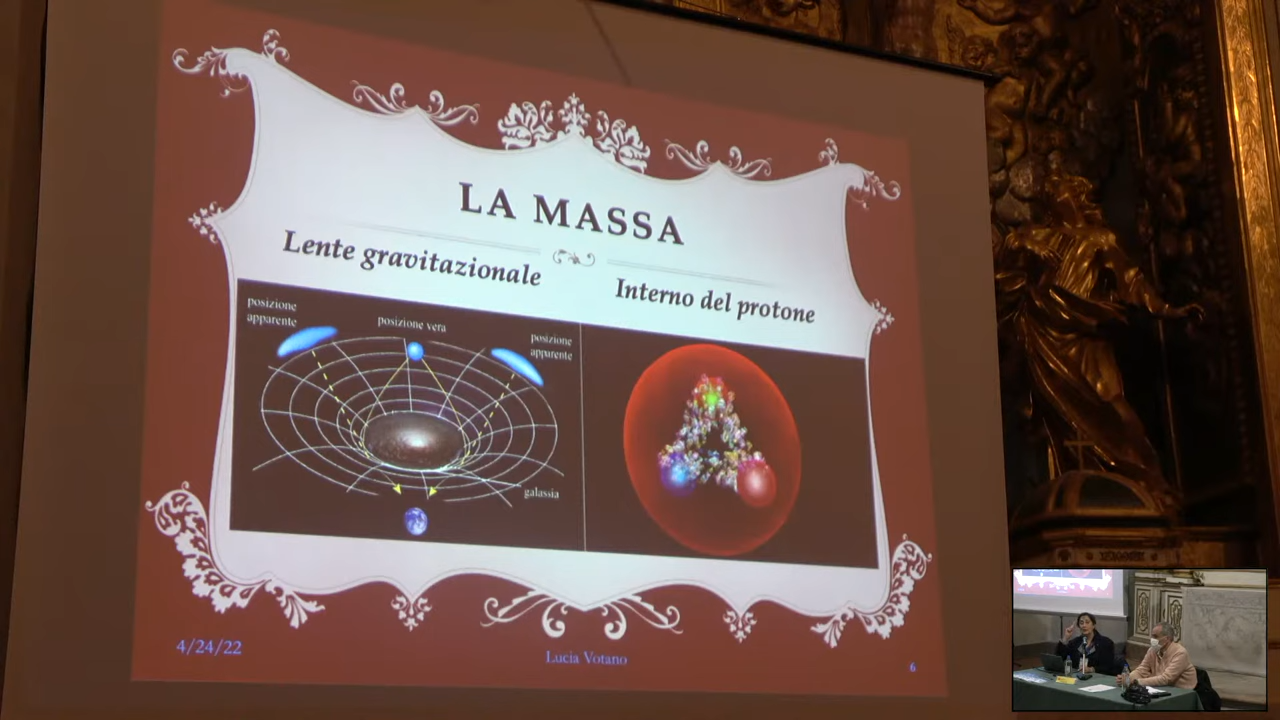 LA MASSA
Lente gravitazionale
Interno del protone
posizione
apparente
posizione vera
posizione
apparente
galassia
4/24/22
Lucia Votano
6